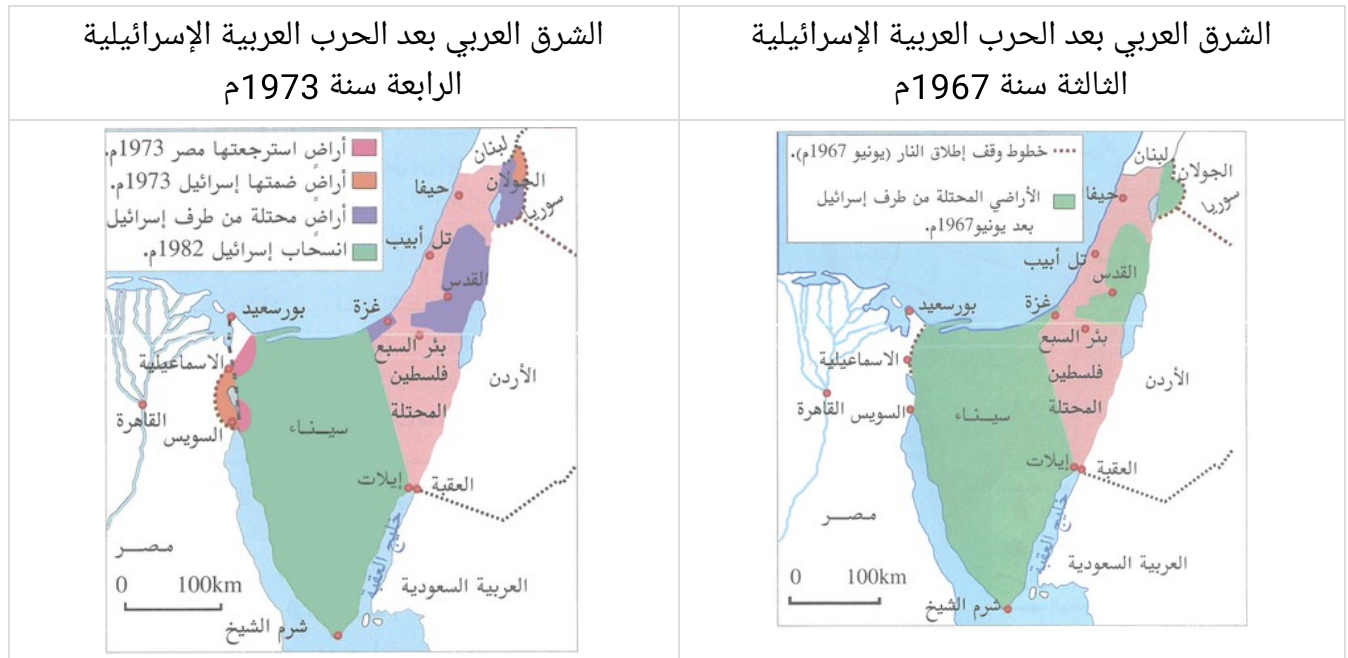 الشرق العربي بعد الحرب العربية الإسرائيلية
الثالثة سنة 1967م
الشرق العربي بعد الحرب العربية الإسرائيلية
الرابعة سنة 1973م
خطوط وقف إطلاق النار (يونيو 1967م).
الأراضي المحتلة من طرف إسرائيل
بعد يونيو1967م.
لبنان
الجولان
سوريا
حيفا
تل أبيب
القدس
غزة
بورسعيد
بئر السبع
الاسماعيلية
فلسطين
الأردن
المحتلة
سيناء
القاهرة
السويس
إيلات
العقبة
خليج العقبة
مصر
العربية السعودية
0 100km
شرم الشيخ
أراضٍ استرجعتها مصر 1973م.
أراضٍ ضمتها إسرائيل 1973م.
أراضٍ محتلة من طرف إسرائيل
انسحاب إسرائيل 1982م.
لبنان
الجولان
سوريا
حيفا
تل أبيب
القدس
غزة
بورسعيد
بئر السبع
الاسماعيلية
فلسطين
الأردن
المحتلة
سيناء
القاهرة
السويس
إيلات
العقبة
خليج العقبة
مصر
العربية السعودية
0 100km
شرم الشيخ